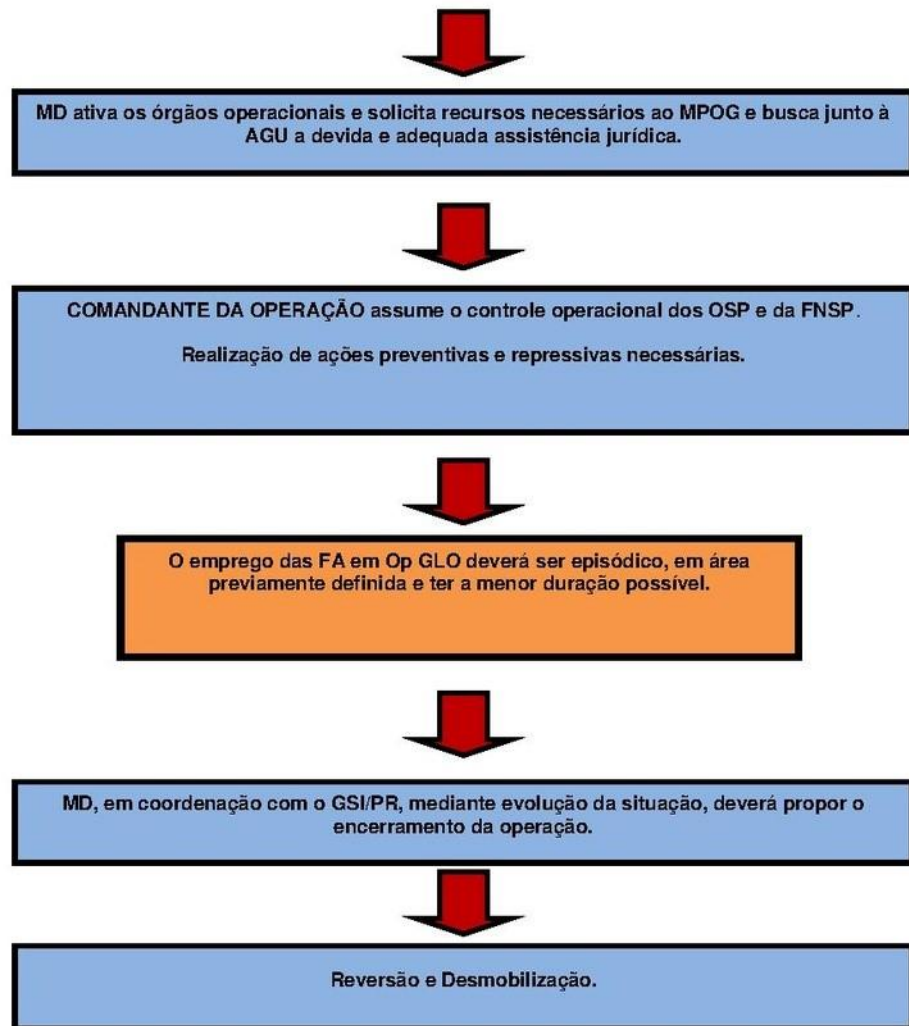 MD ativa os órgãos operacionais e solicita recursos necessários ao MPOG e busca junto à
AGU a devida e adequada assistência jurídica.
COMANDANTE DA OPERAÇÃO assume o controle operacional dos OSP e da FNSP.
Realização de ações preventivas e repressivas necessárias.
O emprego das FA em Op GLO deverá ser episódico, em área
previamente definida e ter a menor duração possível.
MD, em coordenação com o GSI/PR, mediante evolução da situação, deverá propor o
encerramento da operação.
Reversão e Desmobilização.